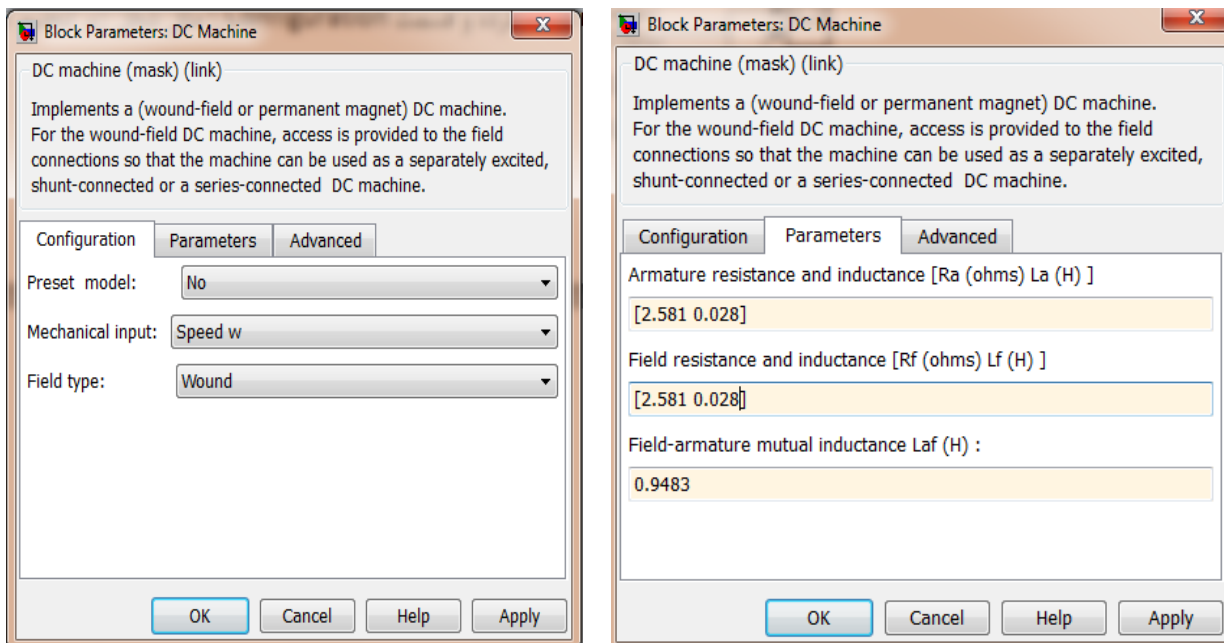 Block Parameters: DC Machine
DC machine (mask) (link)
Implements a (wound-field or permanent magnet) DC machine.
For the wound-field DC machine, access is provided to the field
connections so that the machine can be used as a separately excited,
shunt-connected or a series-connected DC machine.
Configuration Parameters Advanced
Preset model: No
Mechanical input: Speed w
Field type: Wound
OK Cancel Help Apply
Block Parameters: DC Machine
DC machine (mask) (link)
Implements a (wound-field or permanent magnet) DC machine.
For the wound-field DC machine, access is provided to the field
connections so that the machine can be used as a separately excited,
shunt-connected or a series-connected DC machine.
Configuration Parameters Advanced
Armature resistance and inductance [Ra (ohms) La (H) ]
[2.581 0.028]
Field resistance and inductance [Rf (ohms) Lf (H) ]
[2.581 0.028]
Field-armature mutual inductance Laf (H) :
0.9483
OK Cancel Help Apply